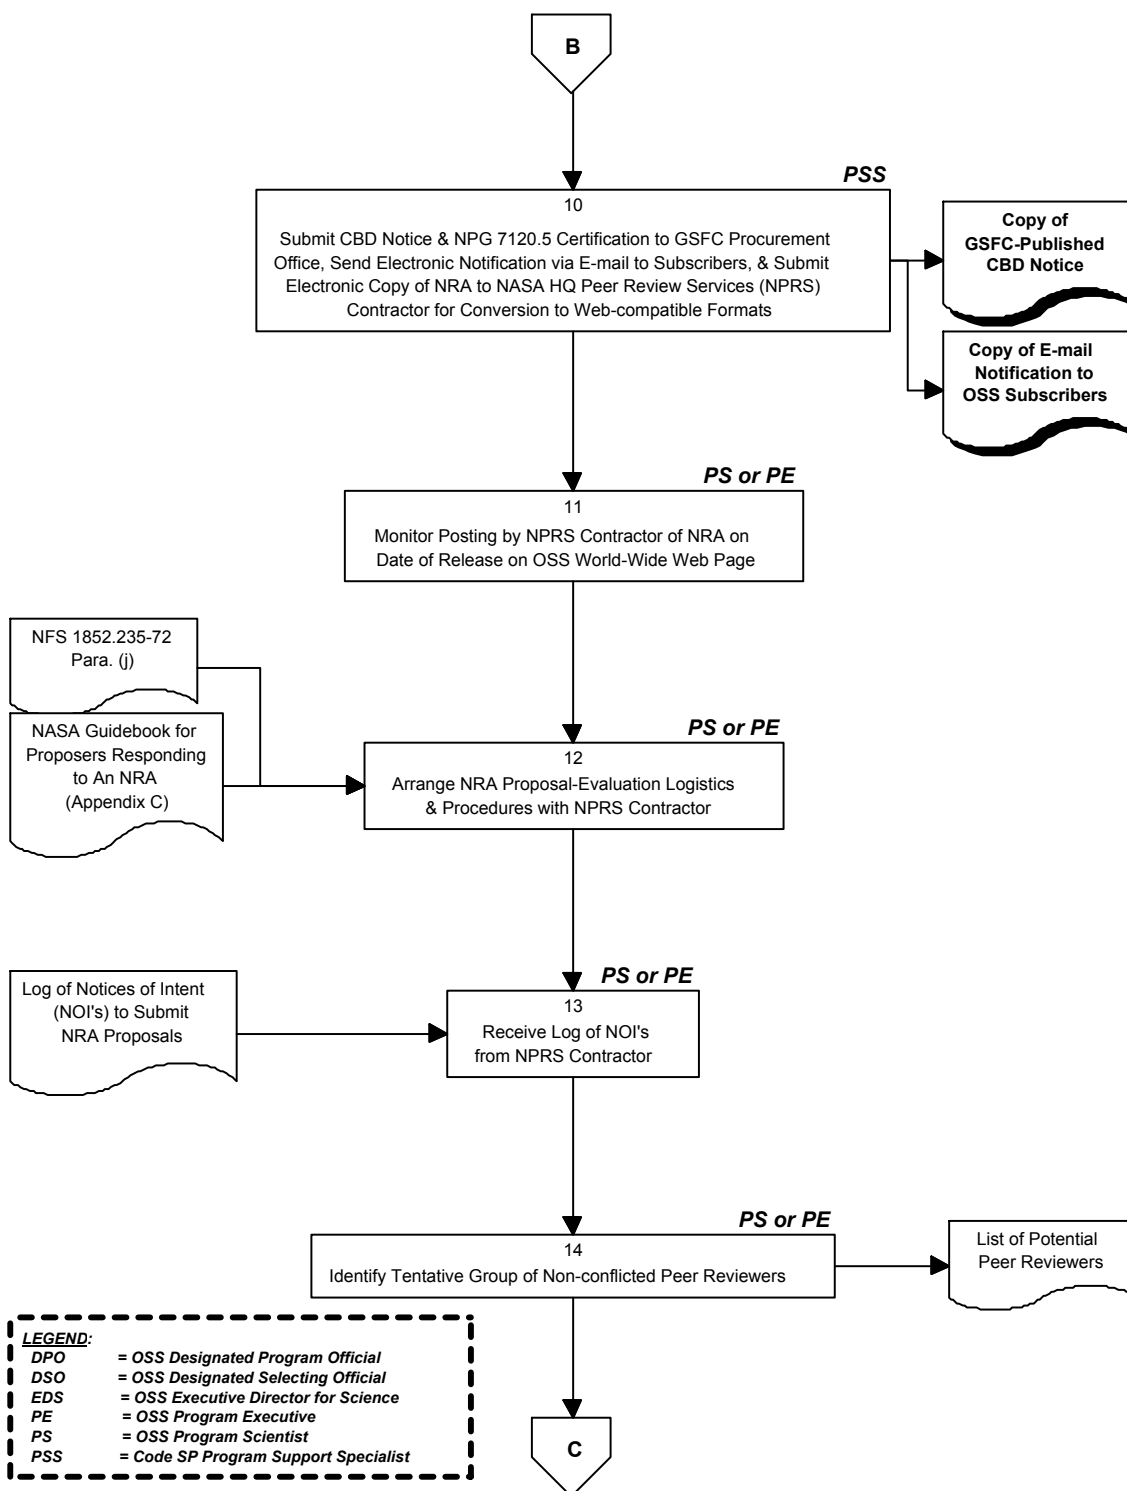 B
PSS
10
Submit CBD Notice & NPG 7120.5 Certification to GSFC Procurement
Office, Send Electronic Notification via E-mail to Subscribers, & Submit
Electronic Copy of NRA to NASA HQ Peer Review Services (NPRS)
Contractor for Conversion to Web-compatible Formats
Copy of
GSFC-Published
CBD Notice
Copy of E-mail
Notification to
OSS Subscribers
PS or PE
11
Monitor Posting by NPRS Contractor of NRA on
Date of Release on OSS World-Wide Web Page
NFS 1852.235-72
Para. (j)
NASA Guidebook for
Proposers Responding
to An NRA
(Appendix C)
PS or PE
12
Arrange NRA Proposal-Evaluation Logistics
& Procedures with NPRS Contractor
Log of Notices of Intent
(NOI's) to Submit
NRA Proposals
PS or PE
13
Receive Log of NOI's
from NPRS Contractor
PS or PE
14
Identify Tentative Group of Non-conflicted Peer Reviewers
List of Potential
Peer Reviewers
LEGEND:
DPO = OSS Designated Program Official
DSO = OSS Designated Selecting Official
EDS = OSS Executive Director for Science
PE = OSS Program Executive
PS = OSS Program Scientist
PSS = Code SP Program Support Specialist
C